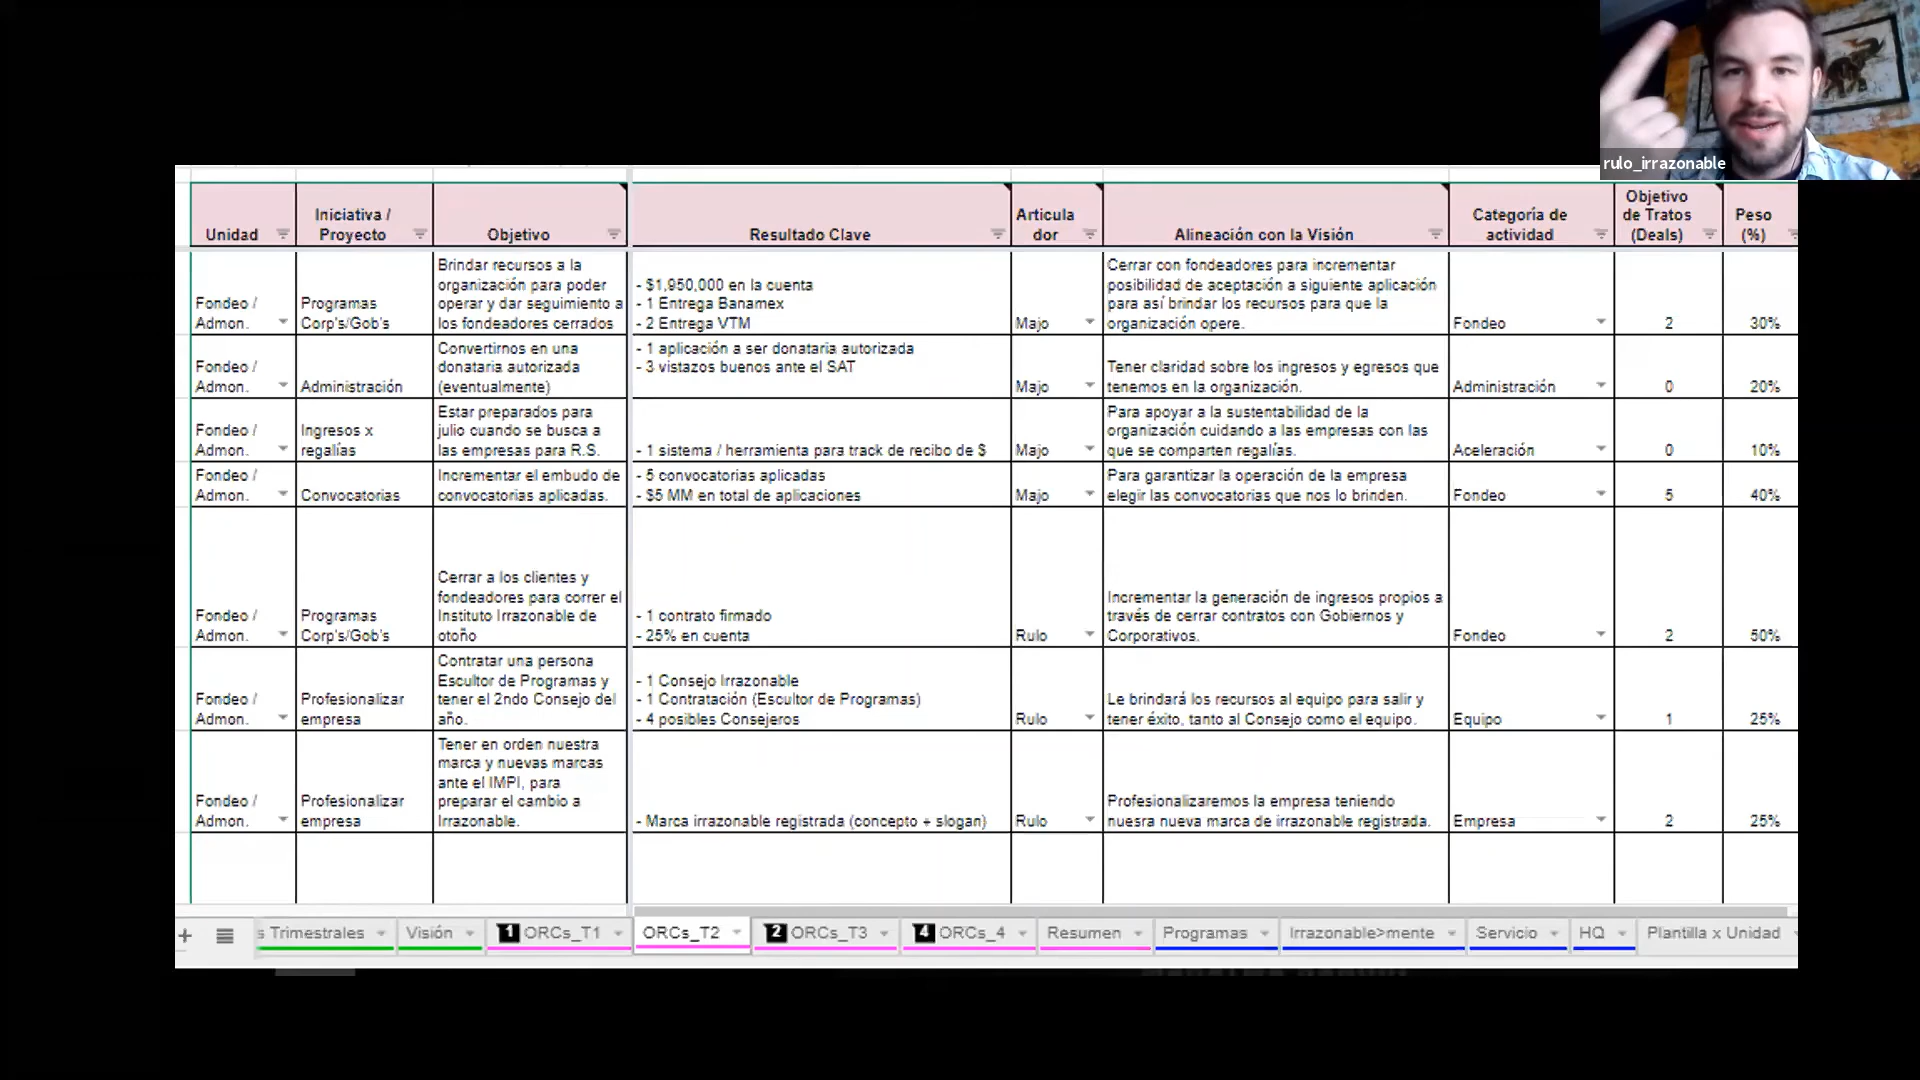 rulo_irrazonable
Unidad
Iniciativa /
Proyecto
Objetivo
Resultado Clave
Articula
dor
Alineación con la Visión
Categoría de
actividad
Objetivo
de Tratos
(Deals)
Peso
(%)
Fondeo /
Admon.
Programas
Corp's/Gob's
Brindar recursos a la
organización para poder
operar y dar seguimiento a
los fondeadores cerrados
- $1,950,000 en la cuenta
- 1 Entrega Banamex
- 2 Entrega VTM
Majo
Cerrar con fondeadores para incrementar
posibilidad de aceptación a siguiente aplicación
para así brindar los recursos para que la
organización opere.
Fondeo
2
30%
Fondeo /
Admon.
Administración
Convertirnos en una
donataria autorizada
(eventualmente)
- 1 aplicación a ser donataria autorizada
- 3 vistazos buenos ante el SAT
Majo
Tener claridad sobre los ingresos y egresos que
tenemos en la organización.
Administración
0
20%
Fondeo /
Admon.
Ingresos x
regalías
Estar preparados para
julio cuando se busca a
las empresas para R.S.
- 1 sistema / herramienta para track de recibo de $
Majo
Para apoyar a la sustentabilidad de la
organización cuidando a las empresas con las
que se comparten regalías.
Aceleración
0
10%
Fondeo /
Admon.
Convocatorias
Incrementar el embudo de
convocatorias aplicadas.
- 5 convocatorias aplicadas
- $5 MM en total de aplicaciones
Majo
Para garantizar la operación de la empresa
elegir las convocatorias que nos lo brinden.
Fondeo
5
40%
Fondeo /
Admon.
Programas
Corp's/Gob's
Cerrar a los clientes y
fondeadores para correr el
Instituto Irrazonable de
otoño
- 1 contrato firmado
- 25% en cuenta
Rulo
Incrementar la generación de ingresos propios a
través de cerrar contratos con Gobiernos y
Corporativos.
Fondeo
2
50%
Fondeo /
Admon.
Profesionalizar
empresa
Contratar una persona
Escultor de Programas y
tener el 2ndo Consejo del
año.
- 1 Consejo Irrazonable
- 1 Contratación (Escultor de Programas)
- 4 posibles Consejeros
Rulo
Le brindará los recursos al equipo para salir y
tener éxito, tanto al Consejo como el equipo.
Equipo
1
25%
Fondeo /
Admon.
Profesionalizar
empresa
Tener en orden nuestra
marca y nuevas marcas
ante el IMPI, para
preparar el cambio a
Irrazonable.
- Marca irrazonable registrada (concepto + slogan)
Rulo
Profesionalizaremos la empresa teniendo
nuesra nueva marca de irrazonable registrada.
Empresa
2
25%
s Trimestrales
Visión
1 ORCs_T1
ORCs_T2
2 ORCs_T3
4 ORCs_4
Resumen
Programas
Irrazonable>mente
Servicio
HQ
Plantilla x Unidad